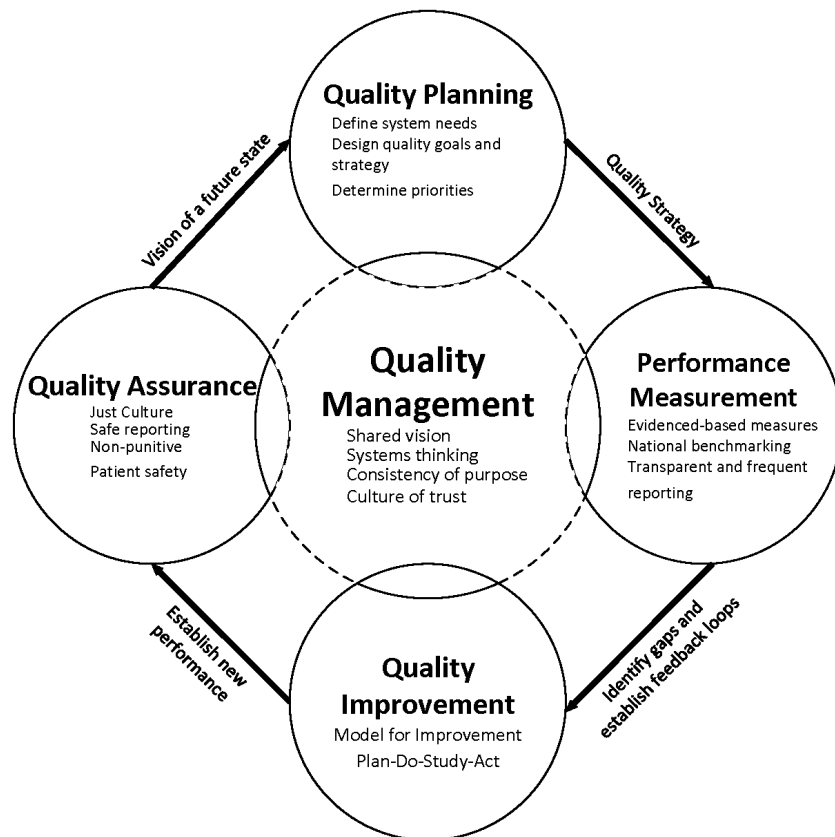 Quality Planning
Define system needs
Design quality goals and
strategy
Determine priorities
Vision of a future state
Quality Strategy
Quality Assurance
Just Culture
Safe reporting
Non-punitive
Patient safety
Quality
Management
Shared vision
Systems thinking
Consistency of purpose
Culture of trust
Performance
Measurement
Evidenced-based measures
National benchmarking
Transparent and frequent
reporting
Establish new
performance
Identify gaps and
establish feedback loops
Quality
Improvement
Model for Improvement
Plan-Do-Study-Act